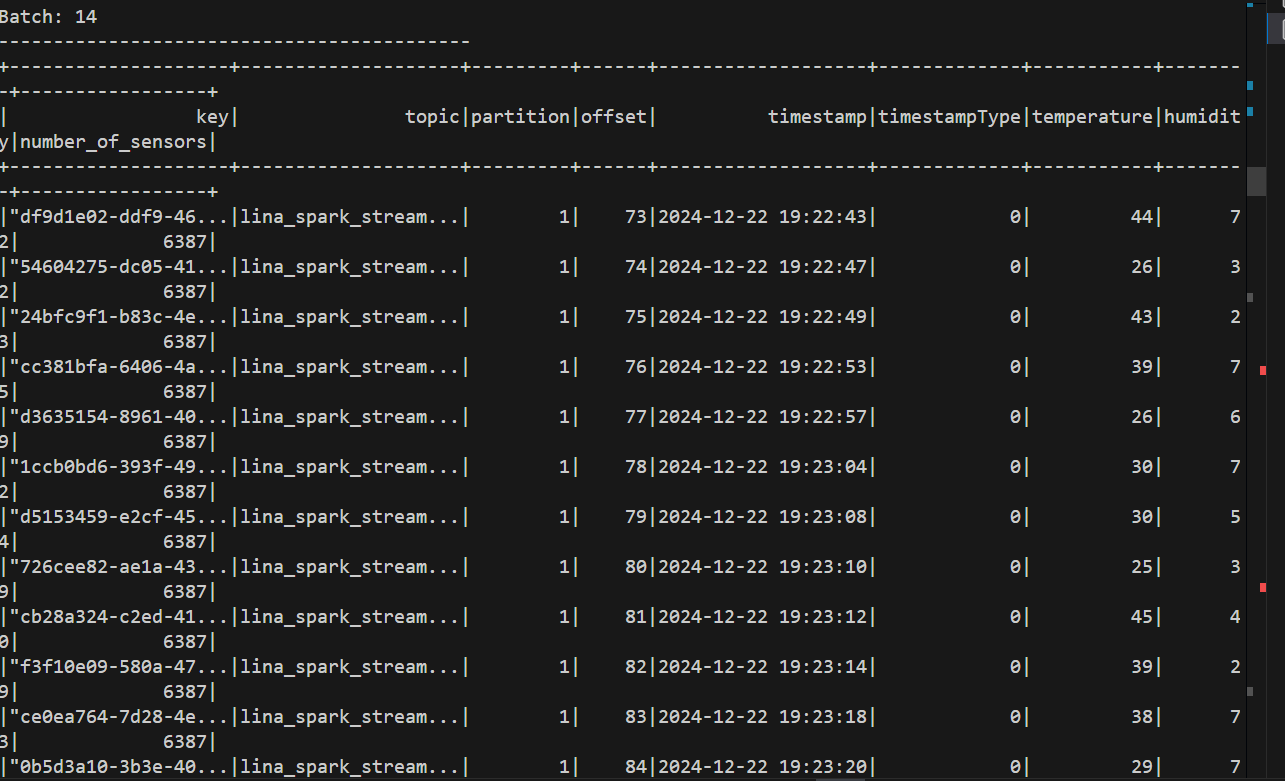 Batch: 14
-------------------------------------------
+--------------------+--------------------+---------+------+-------------------+-------------+-----------+-------
-+-----------------+
|                 key|               topic|partition|offset|          timestamp|timestampType|temperature|humidit
y|number_of_sensors|
+--------------------+--------------------+---------+------+-------------------+-------------+-----------+-------
-+-----------------+
|"df9d1e02-ddf9-46...|lina_spark_stream...|        1|    73|2024-12-22 19:22:43|            0|         44|      7
2|             6387|
|"54604275-dc05-41...|lina_spark_stream...|        1|    74|2024-12-22 19:22:47|            0|         26|      3
2|             6387|
|"24bfc9f1-b83c-4e...|lina_spark_stream...|        1|    75|2024-12-22 19:22:49|            0|         43|      2
3|             6387|
|"cc381bfa-6406-4a...|lina_spark_stream...|        1|    76|2024-12-22 19:22:53|            0|         39|      7
5|             6387|
|"d3635154-8961-40...|lina_spark_stream...|        1|    77|2024-12-22 19:22:57|            0|         26|      6
9|             6387|
|"1ccb0bd6-393f-49...|lina_spark_stream...|        1|    78|2024-12-22 19:23:04|            0|         30|      7
2|             6387|
|"d5153459-e2cf-45...|lina_spark_stream...|        1|    79|2024-12-22 19:23:08|            0|         30|      5
4|             6387|
|"726cee82-ae1a-43...|lina_spark_stream...|        1|    80|2024-12-22 19:23:10|            0|         25|      3
9|             6387|
|"cb28a324-c2ed-41...|lina_spark_stream...|        1|    81|2024-12-22 19:23:12|            0|         45|      4
0|             6387|
|"f3f10e09-580a-47...|lina_spark_stream...|        1|    82|2024-12-22 19:23:14|            0|         39|      2
9|             6387|
|"ce0ea764-7d28-4e...|lina_spark_stream...|        1|    83|2024-12-22 19:23:18|            0|         38|      7
3|             6387|
|"0b5d3a10-3b3e-40...|lina_spark_stream...|        1|    84|2024-12-22 19:23:20|            0|         29|      7